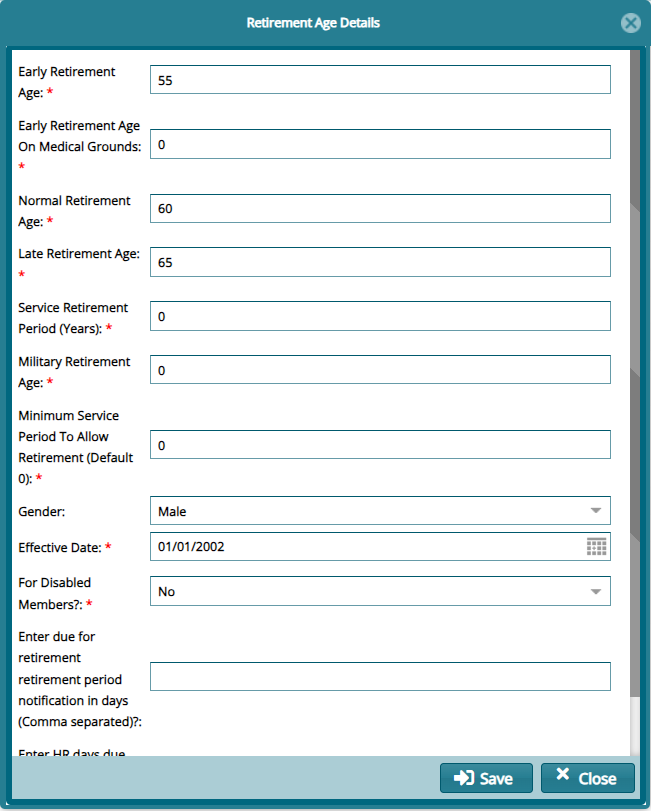 Retirement Age Details
Early Retirement
Age: *
55
Early Retirement Age
On Medical Grounds:
*
0
Normal Retirement
Age: *
60
Late Retirement Age:
*
65
Service Retirement
Period (Years): *
0
Military Retirement
Age: *
0
Minimum Service
Period To Allow
Retirement (Default
0): *
0
Gender:
Male
Effective Date: *
01/01/2002
For Disabled
Members?: *
No
Enter due for
retirement
retirement period
notification in days
(Comma separated)?:
Enter HR days due
Save
Close